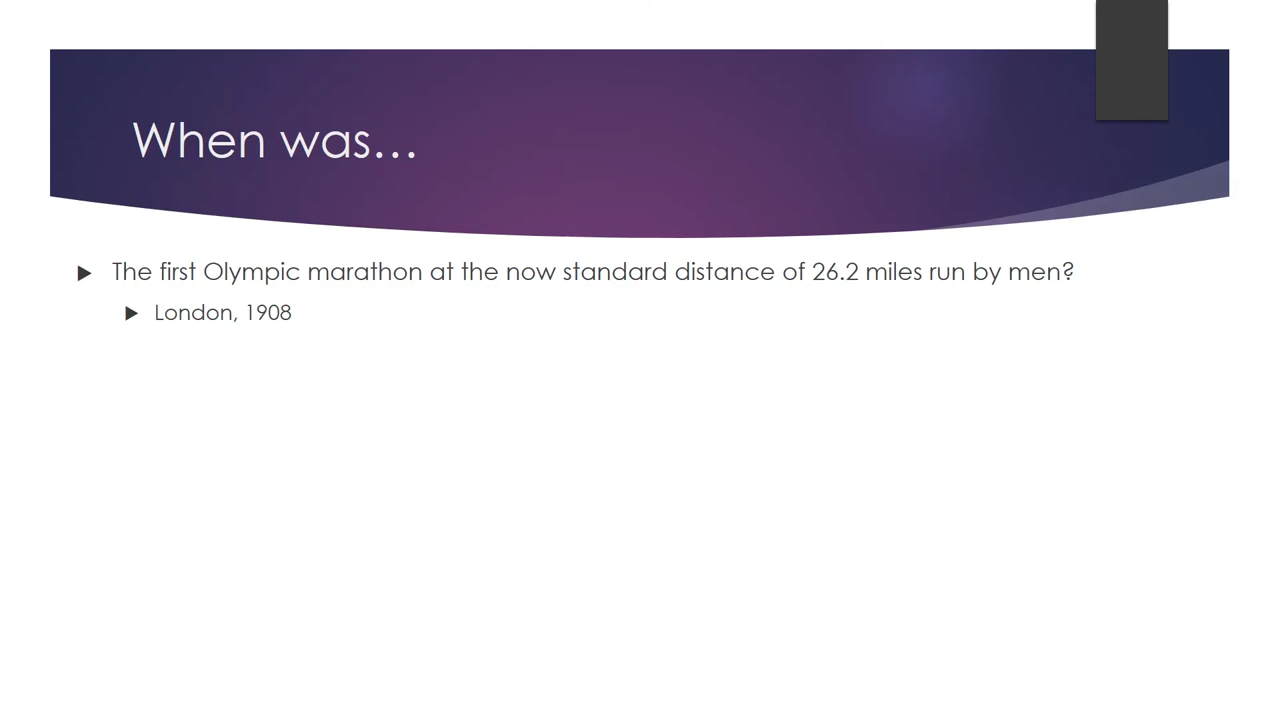 When was…
The first Olympic marathon at the now standard distance of 26.2 miles run by men?
London, 1908